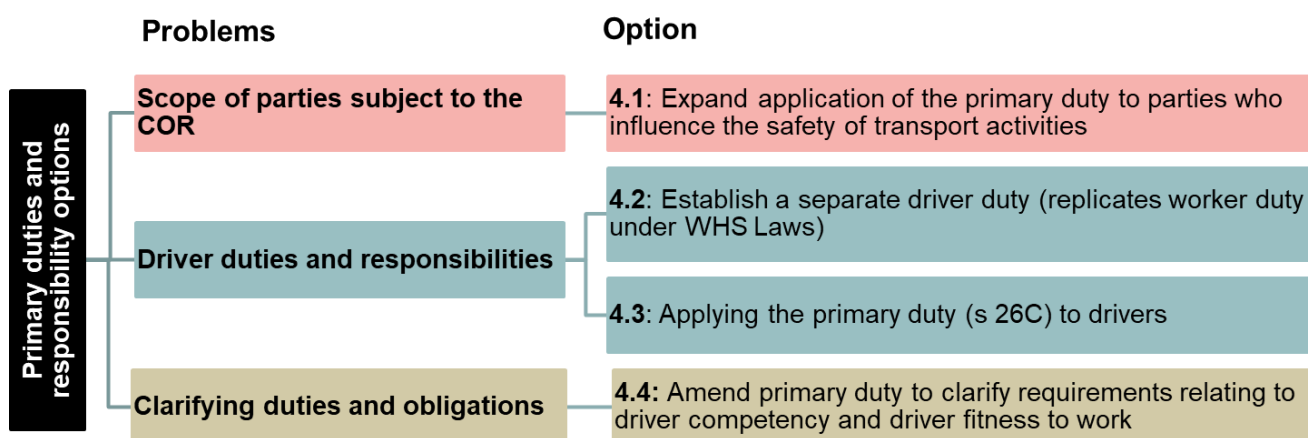 Problems
Option
Primary duties and
responsibility options
Scope of parties subject to the
COR
4.1: Expand application of the primary duty to parties who
influence the safety of transport activities
Driver duties and responsibilities
4.2: Establish a separate driver duty (replicates worker duty
under WHS Laws)
4.3: Applying the primary duty (s 26C) to drivers
Clarifying duties and obligations
4.4: Amend primary duty to clarify requirements relating to
driver competency and driver fitness to work